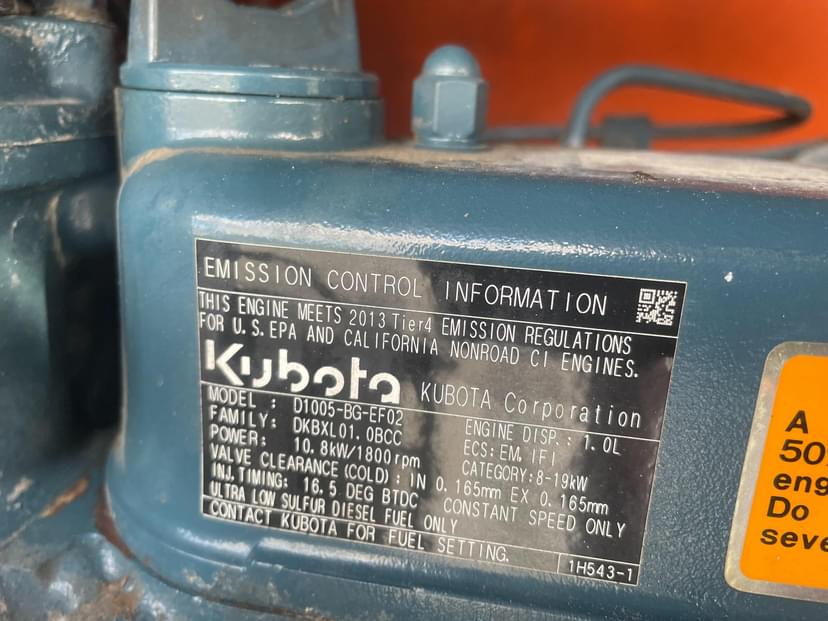 EMISSION CONTROL INFORMATION
THIS ENGINE MEETS 2013 Tier4 EMISSION REGULATIONS
FOR U.S. EPA AND CALIFORNIA NONROAD CI ENGINES.
Kubota KUBOTA Corporation
MODEL : D1005-BG-EF02 ENGINE DISP.: 1.0L
FAMILY: DKBXL01.0BCC ECS: EM, IFI
POWER: 10.8kW/1800rpm CATEGORY:8-19kW
VALVE CLEARANCE(COLD): IN 0.165mm EX 0.165mm
INJ.TIMING: 16.5 DEG BTDC CONSTANT SPEED ONLY
ULTRA LOW SULFUR DIESEL FUEL ONLY
CONTACT KUBOTA FOR FUEL SETTING.
1H543-1
A
50%
eng
Do
seve